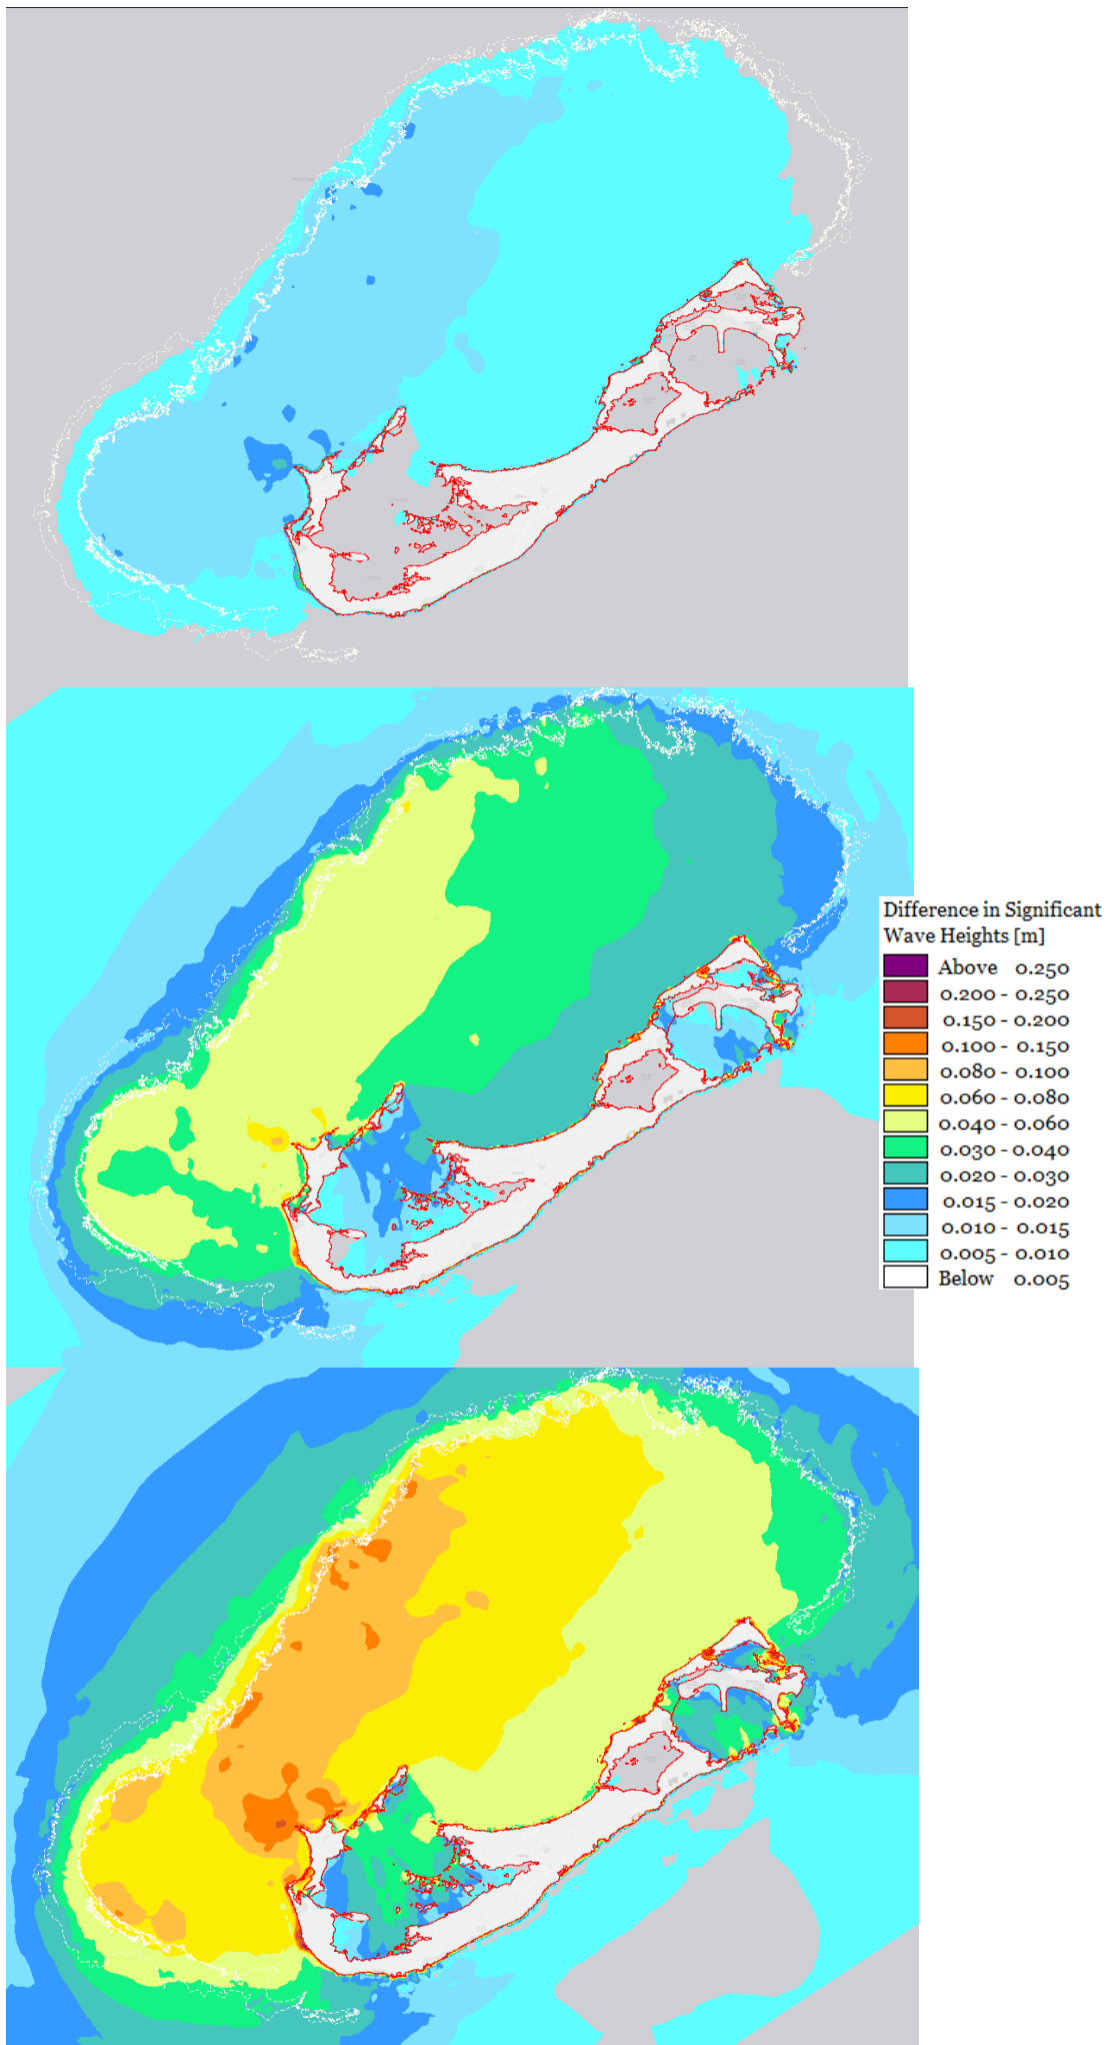 Difference in Significant
Wave Heights [m]
Above 0.250
0.200 - 0.250
0.150 - 0.200
0.100 - 0.150
0.080 - 0.100
0.060 - 0.080
0.040 - 0.060
0.030 - 0.040
0.020 - 0.030
0.015 - 0.020
0.010 - 0.015
0.005 - 0.010
Below 0.005